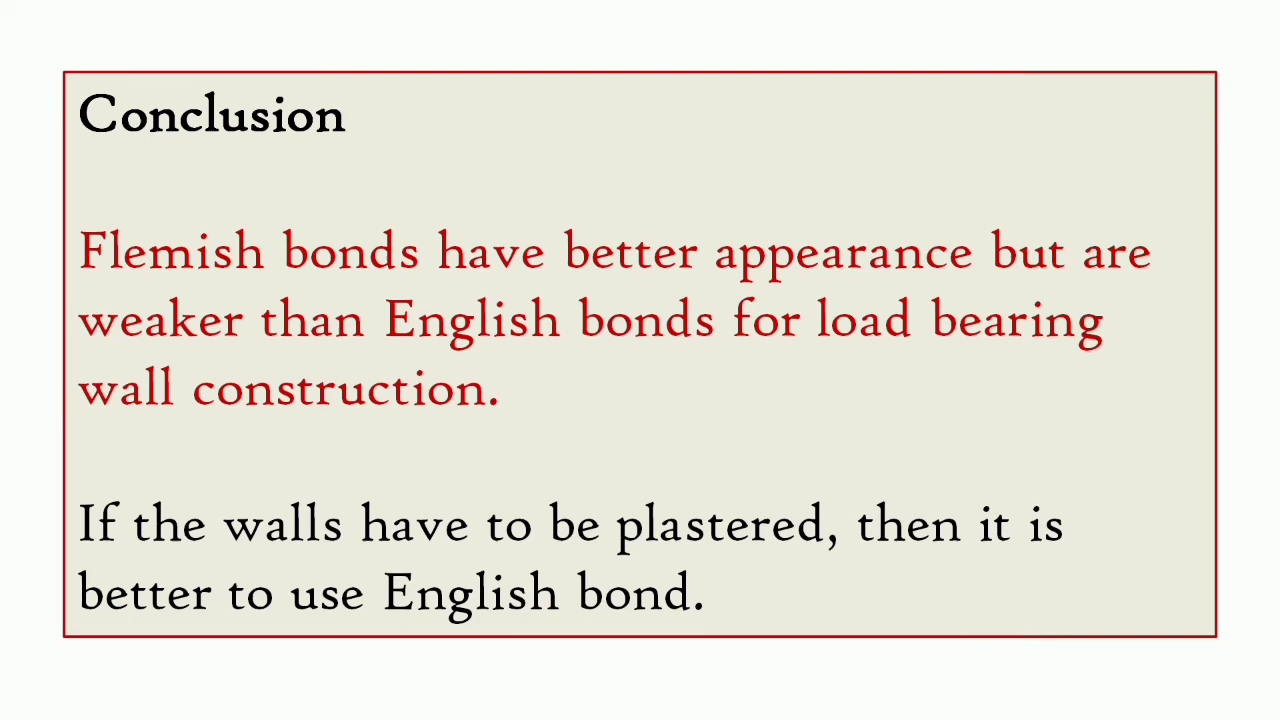 Conclusion
Flemish bonds have better appearance but are
weaker than English bonds for load bearing
wall construction.
If the walls have to be plastered, then it is
better to use English bond.